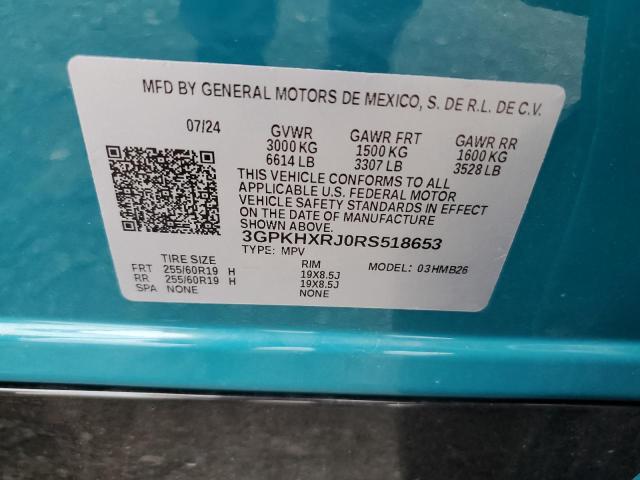 MFD BY GENERAL MOTORS DE MEXICO, S. DE R.L. DE C.V.
07/24 GVWR GAWR FRT GAWR RR
3000 KG 1500 KG 1600 KG
6614 LB 3307 LB 3528 LB
THIS VEHICLE CONFORMS TO ALL
APPLICABLE U.S. FEDERAL MOTOR
VEHICLE SAFETY STANDARDS IN EFFECT
ON THE DATE OF MANUFACTURE
SHOWN ABOVE.
3GPKHXRJ0RS518653
TYPE: MPV MODEL: 03HMB26
TIRE SIZE RIM
FRT 255/60R19 H 19X8.5J
RR 255/60R19 H 19X8.5J
SPA NONE NONE